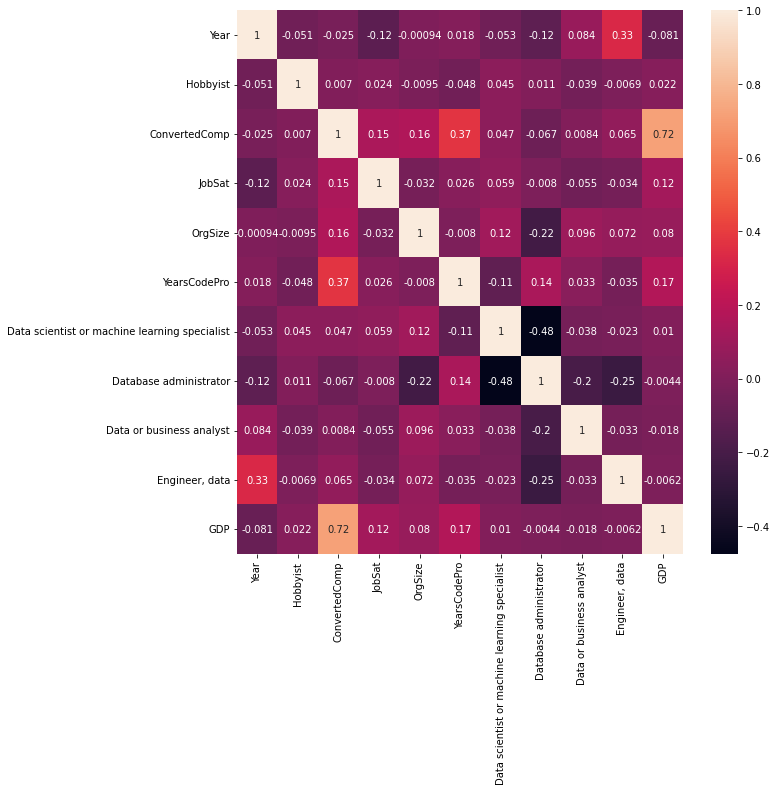 Year 1 -0.051 -0.025 -0.12 -0.00094 0.018 -0.053 -0.12 0.084 0.33 -0.081
Hobbyist -0.051 1 0.007 0.024 -0.0095 -0.048 0.045 0.011 -0.039 -0.0069 0.022
ConvertedComp -0.025 0.007 1 0.15 0.16 0.37 0.047 -0.067 0.0084 0.065 0.72
JobSat -0.12 0.024 0.15 1 -0.032 0.026 0.059 -0.008 -0.055 -0.034 0.12
OrgSize -0.00094 -0.0095 0.16 -0.032 1 -0.008 0.12 -0.22 0.096 0.072 0.08
YearsCodePro 0.018 -0.048 0.37 0.026 -0.008 1 -0.11 0.14 0.033 -0.035 0.17
Data scientist or machine learning specialist -0.053 0.045 0.047 0.059 0.12 -0.11 1 -0.48 -0.038 -0.023 0.01
Database administrator -0.12 0.011 -0.067 -0.008 -0.22 0.14 -0.48 1 -0.2 -0.25 -0.0044
Data or business analyst 0.084 -0.039 0.0084 -0.055 0.096 0.033 -0.038 -0.2 1 -0.033 -0.018
Engineer, data 0.33 -0.0069 0.065 -0.034 0.072 -0.035 -0.023 -0.25 -0.033 1 -0.0062
GDP -0.081 0.022 0.72 0.12 0.08 0.17 0.01 -0.0044 -0.018 -0.0062 1
Year
Hobbyist
ConvertedComp
JobSat
OrgSize
YearsCodePro
Data scientist or machine learning specialist
Database administrator
Data or business analyst
Engineer, data
GDP
1.0
0.8
0.6
0.4
0.2
0.0
−0.2
−0.4